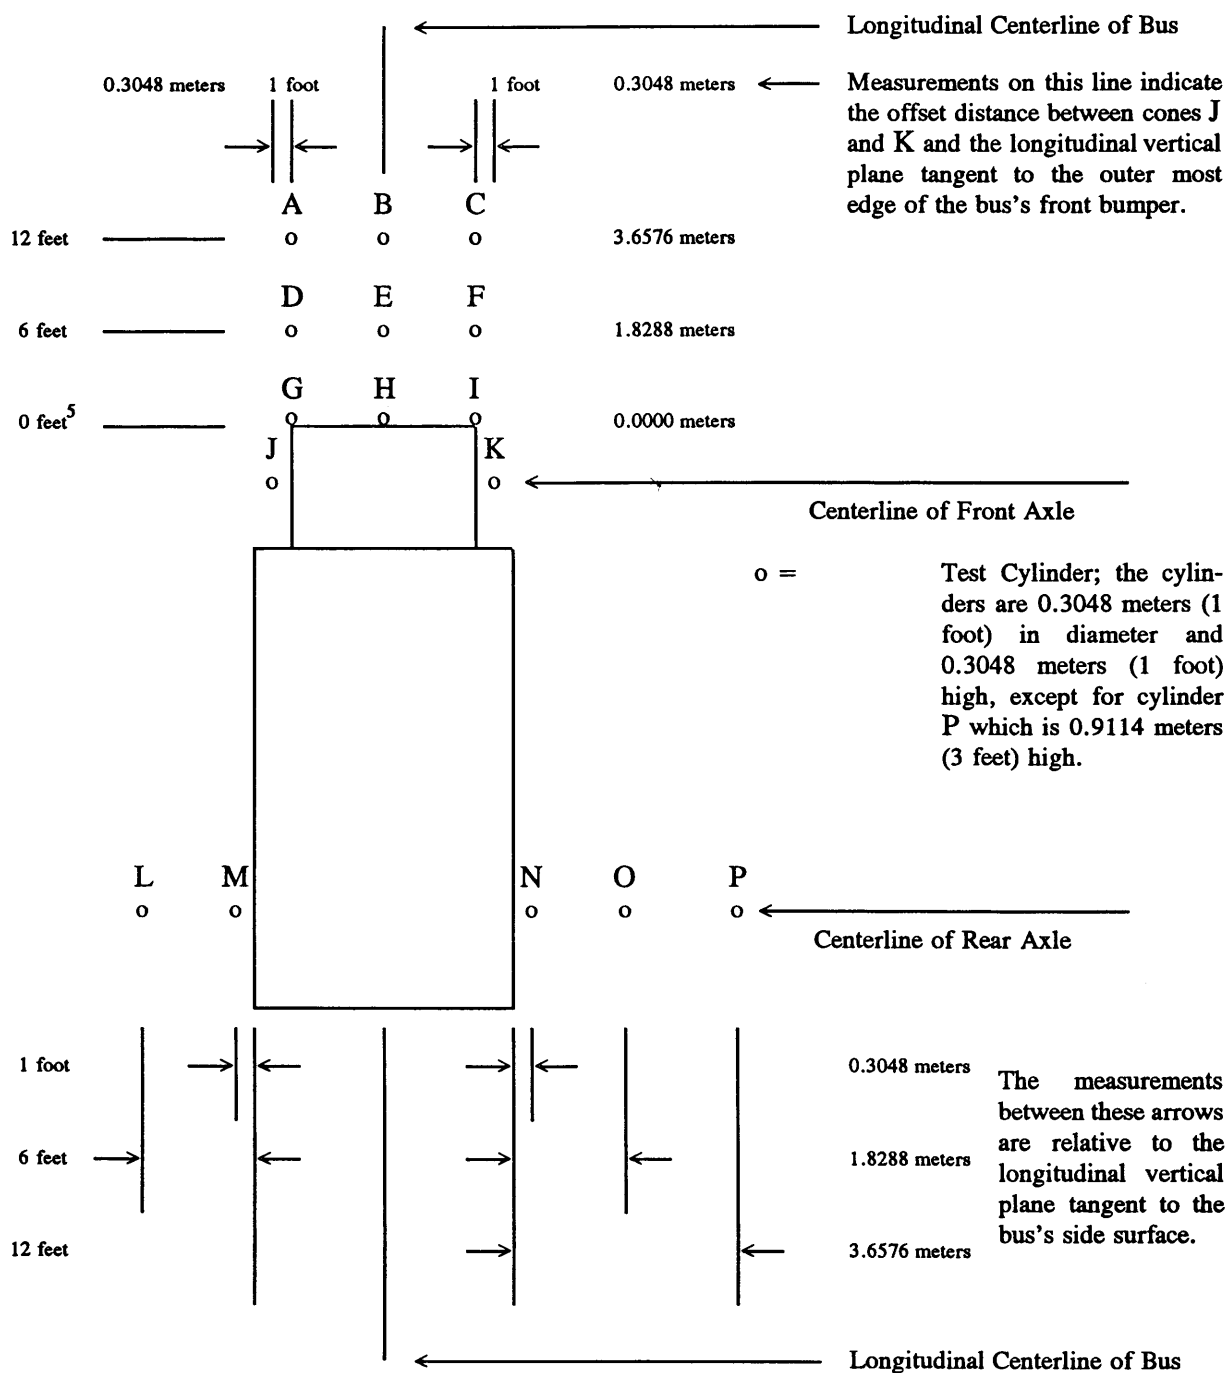 Longitudinal Centerline of Bus
0.3048 meters 1 foot 1 foot 0.3048 meters
Measurements on this line indicate
the offset distance between cones J
and K and the longitudinal vertical
plane tangent to the outer most
edge of the bus's front bumper.
A B C
12 feet o o o 3.6576 meters
D E F
6 feet o o o 1.8288 meters
G H I
0 feet⁵ o o o 0.0000 meters
J K
o o
Centerline of Front Axle
o = Test Cylinder; the cylin-
ders are 0.3048 meters (1
foot) in diameter and
0.3048 meters (1 foot)
high, except for cylinder
P which is 0.9114 meters
(3 feet) high.
L M N O P
o o o o o
Centerline of Rear Axle
1 foot 0.3048 meters
6 feet 1.8288 meters
12 feet 3.6576 meters
The measurements
between these arrows
are relative to the
longitudinal vertical
plane tangent to the
bus's side surface.
Longitudinal Centerline of Bus